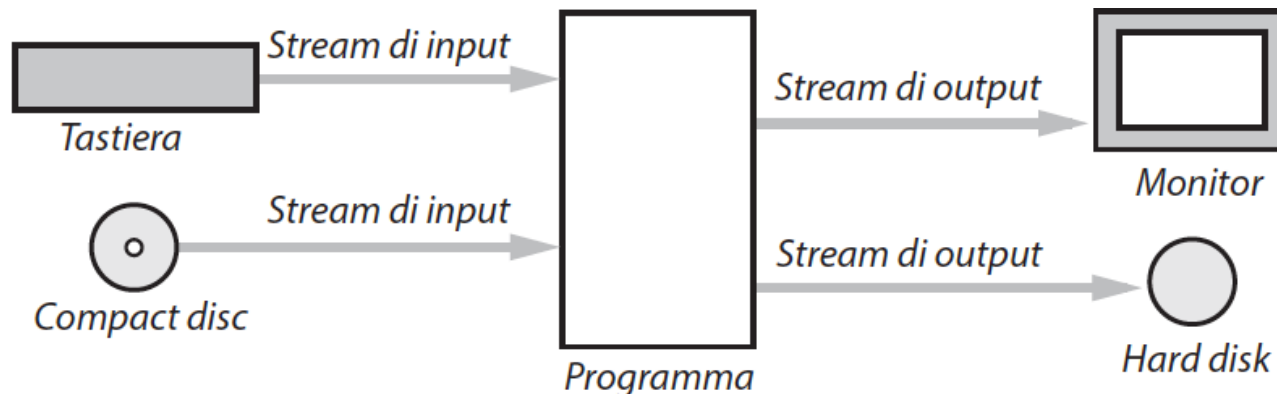 Stream di input
Tastiera
Stream di input
Compact disc
Programma
Stream di output
Monitor
Stream di output
Hard disk